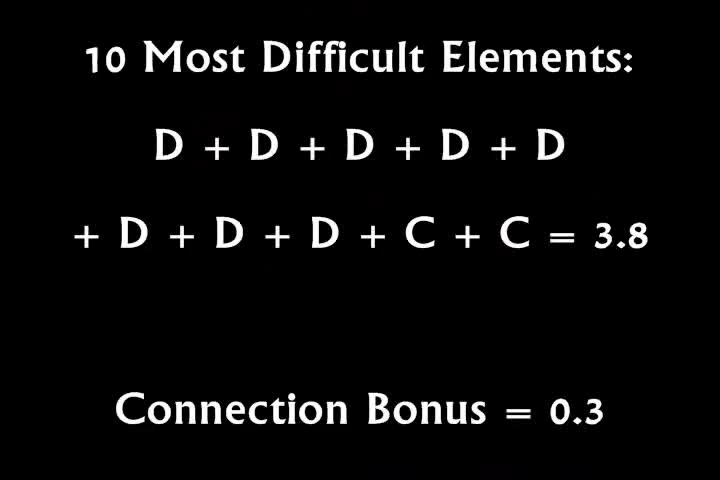 10 Most Difficult Elements:
D + D + D + D + D
+ D + D + D + C + C = 3.8
Connection Bonus = 0.3